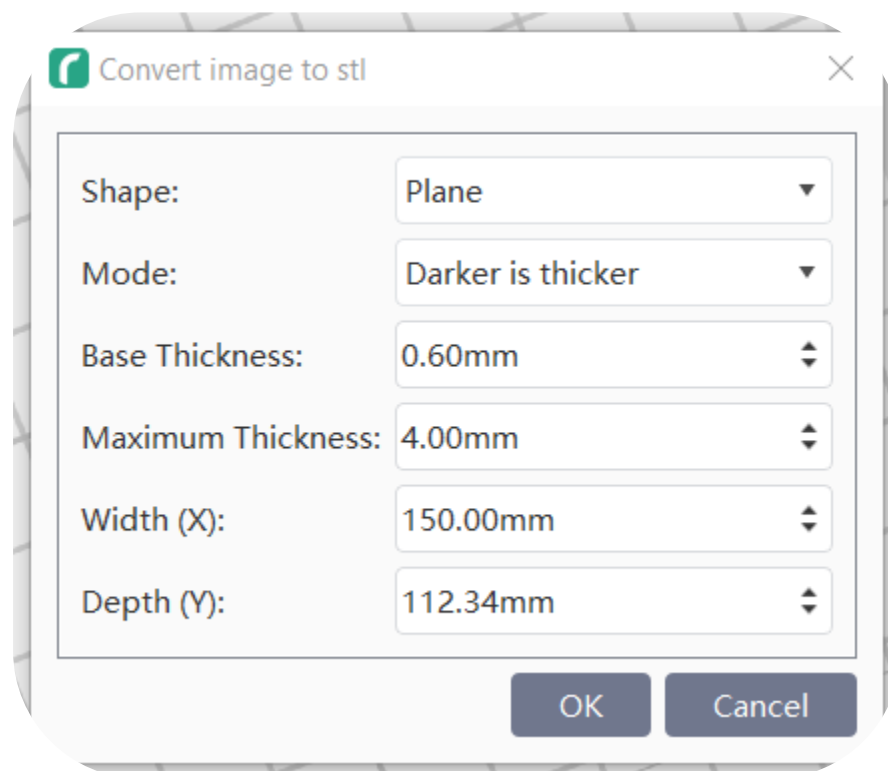 Convert image to stl
Shape: Plane
Mode: Darker is thicker
Base Thickness: 0.60mm
Maximum Thickness: 4.00mm
Width (X): 150.00mm
Depth (Y): 112.34mm
OK Cancel